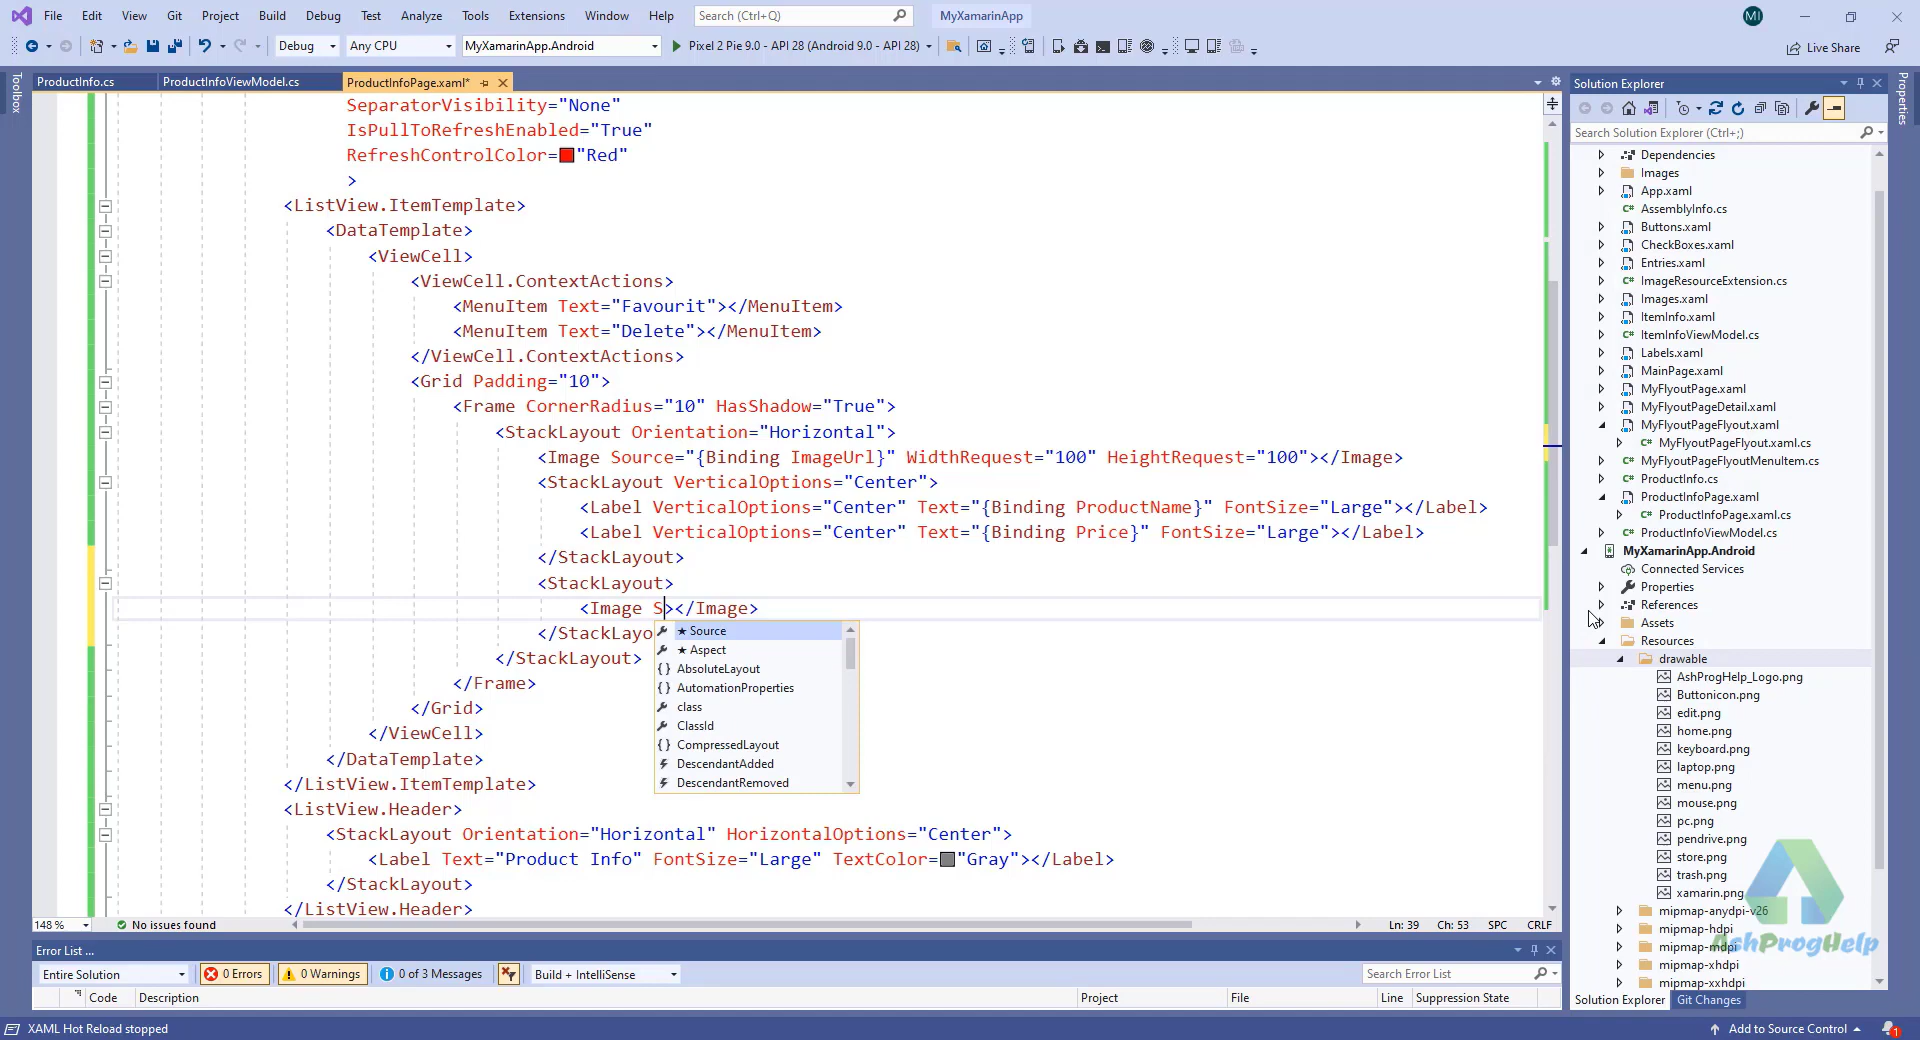 File Edit View Git Project Build Debug Test Analyze Tools Extensions Window Help Search (Ctrl+Q) MyXamarinApp MI
Debug Any CPU MyXamarinApp.Android Pixel 2 Pie 9.0 - API 28 (Android 9.0 - API 28) Live Share
Toolbox
ProductInfo.cs ProductInfoViewModel.cs ProductInfoPage.xaml*
SeparatorVisibility="None"
IsPullToRefreshEnabled="True"
RefreshControlColor="Red"
>
<ListView.ItemTemplate>
<DataTemplate>
<ViewCell>
<ViewCell.ContextActions>
<MenuItem Text="Favourit"></MenuItem>
<MenuItem Text="Delete"></MenuItem>
</ViewCell.ContextActions>
<Grid Padding="10">
<Frame CornerRadius="10" HasShadow="True">
<StackLayout Orientation="Horizontal">
<Image Source="{Binding ImageUrl}" WidthRequest="100" HeightRequest="100"></Image>
<StackLayout VerticalOptions="Center">
<Label VerticalOptions="Center" Text="{Binding ProductName}" FontSize="Large"></Label>
<Label VerticalOptions="Center" Text="{Binding Price}" FontSize="Large"></Label>
</StackLayout>
<StackLayout>
<Image S></Image>
</StackLayo
</StackLayout>
</Frame>
</Grid>
</ViewCell>
</DataTemplate>
</ListView.ItemTemplate>
<ListView.Header>
<StackLayout Orientation="Horizontal" HorizontalOptions="Center">
<Label Text="Product Info" FontSize="Large" TextColor="Gray"></Label>
</StackLayout>
</ListView.Header>
★ Source
★ Aspect
{ } AbsoluteLayout
{ } AutomationProperties
class
ClassId
{ } CompressedLayout
DescendantAdded
DescendantRemoved
148 % No issues found Ln: 39 Ch: 53 SPC CRLF
Error List ...
Entire Solution 0 Errors 0 Warnings 0 of 3 Messages Build + IntelliSense Search Error List
Code Description Project File Line Suppression State
XAML Hot Reload stopped
Solution Explorer
Search Solution Explorer (Ctrl+;)
Dependencies
Images
App.xaml
C# AssemblyInfo.cs
Buttons.xaml
CheckBoxes.xaml
Entries.xaml
C# ImageResourceExtension.cs
Images.xaml
ItemInfo.xaml
C# ItemInfoViewModel.cs
Labels.xaml
MainPage.xaml
MyFlyoutPage.xaml
MyFlyoutPageDetail.xaml
MyFlyoutPageFlyout.xaml
C# MyFlyoutPageFlyout.xaml.cs
C# MyFlyoutPageFlyoutMenuItem.cs
C# ProductInfo.cs
ProductInfoPage.xaml
C# ProductInfoPage.xaml.cs
C# ProductInfoViewModel.cs
MyXamarinApp.Android
Connected Services
Properties
References
Assets
Resources
drawable
AshProgHelp_Logo.png
Buttonicon.png
edit.png
home.png
keyboard.png
laptop.png
menu.png
mouse.png
pc.png
pendrive.png
store.png
trash.png
xamarin.png
mipmap-anydpi-v26
mipmap-hdpi
mipmap-mdpi
mipmap-xhdpi
mipmap-xxhdpi
AshProgHelp
Solution Explorer Git Changes
Properties
Add to Source Control 1